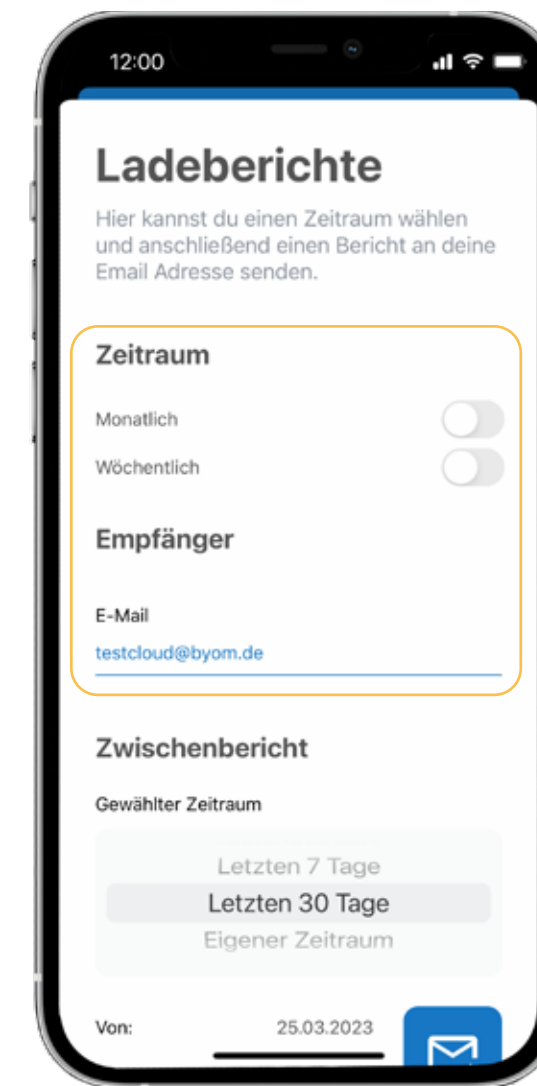 12:00
Ladeberichte
Hier kannst du einen Zeitraum wählen
und anschließend einen Bericht an deine
Email Adresse senden.
Zeitraum
Monatlich
Wöchentlich
Empfänger
E-Mail
testcloud@byom.de
Zwischenbericht
Gewählter Zeitraum
Letzten 7 Tage
Letzten 30 Tage
Eigener Zeitraum
Von: 25.03.2023